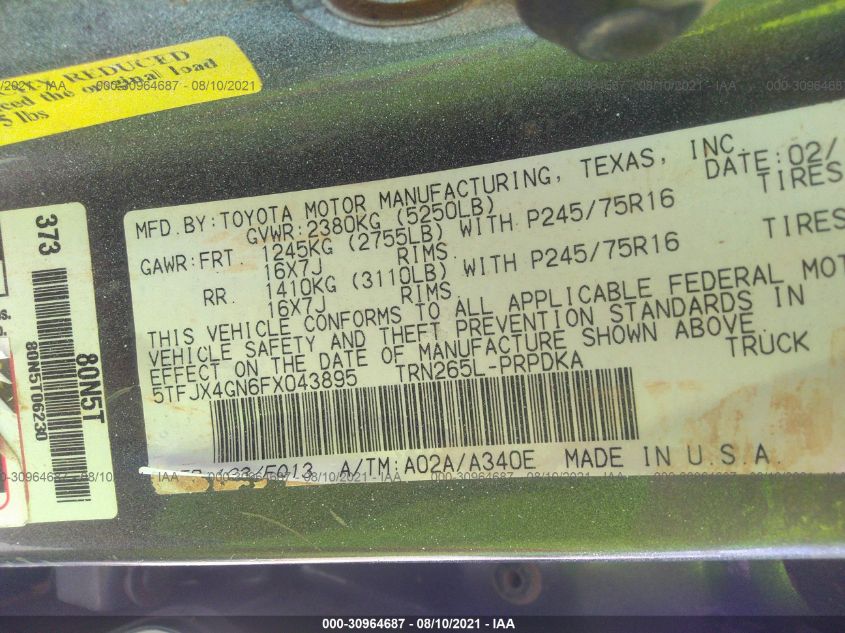 CITY REDUCED
the original load
5 lbs
373
80N5T06230
80N5T
MFD.BY:TOYOTA MOTOR MANUFACTURING, TEXAS, INC. DATE:02/
GVWR:2380KG (5250LB)
GAWR:FRT. 1245KG (2755LB) WITH P245/75R16 TIRES
16X7J RIMS
RR. 1410KG (3110LB) WITH P245/75R16 TIRES
16X7J RIMS
THIS VEHICLE CONFORMS TO ALL APPLICABLE FEDERAL MOT
VEHICLE SAFETY AND THEFT PREVENTION STANDARDS IN
EFFECT ON THE DATE OF MANUFACTURE SHOWN ABOVE.
5TFJX4GN6FX043895 TRN265L-PRPDKA TRUCK
A/TM:A02A/A340E MADE IN U.S.A.
000-30964687 - 08/10/2021 - IAA